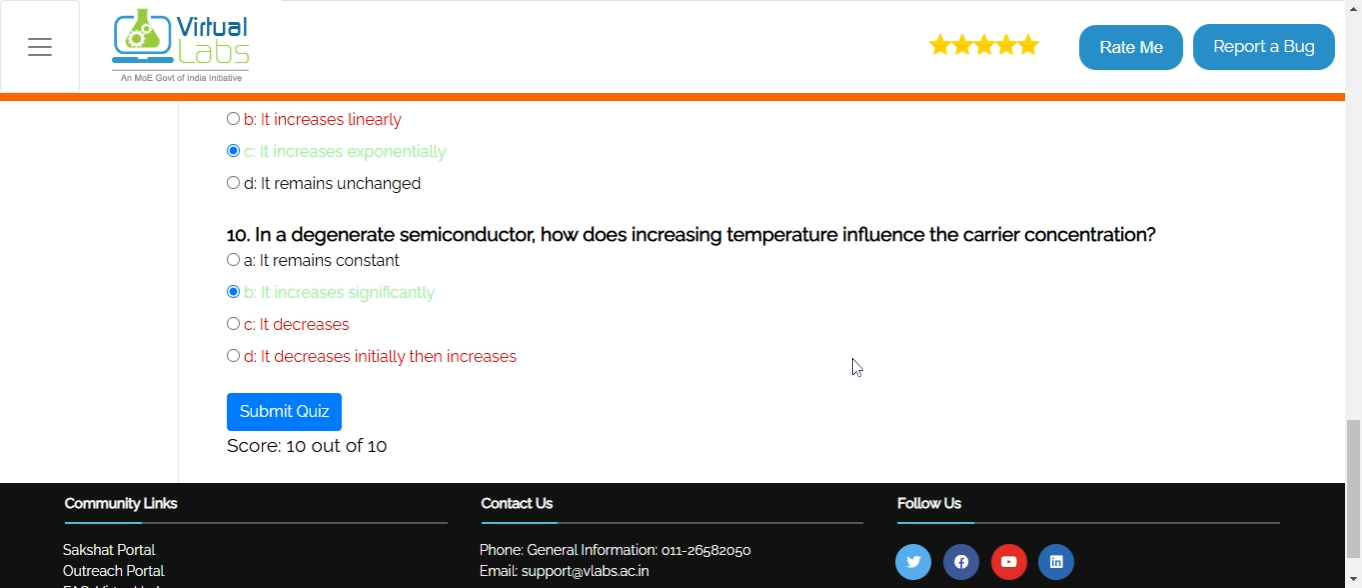 Virtual
Labs
An MoE Govt of India Initiative
Rate Me
Report a Bug
b: It increases linearly
c: It increases exponentially
d: It remains unchanged
10. In a degenerate semiconductor, how does increasing temperature influence the carrier concentration?
a: It remains constant
b: It increases significantly
c: It decreases
d: It decreases initially then increases
Submit Quiz
Score: 10 out of 10
Community Links
Sakshat Portal
Outreach Portal
Contact Us
Phone: General Information: 011-26582050
Email: support@vlabs.ac.in
Follow Us